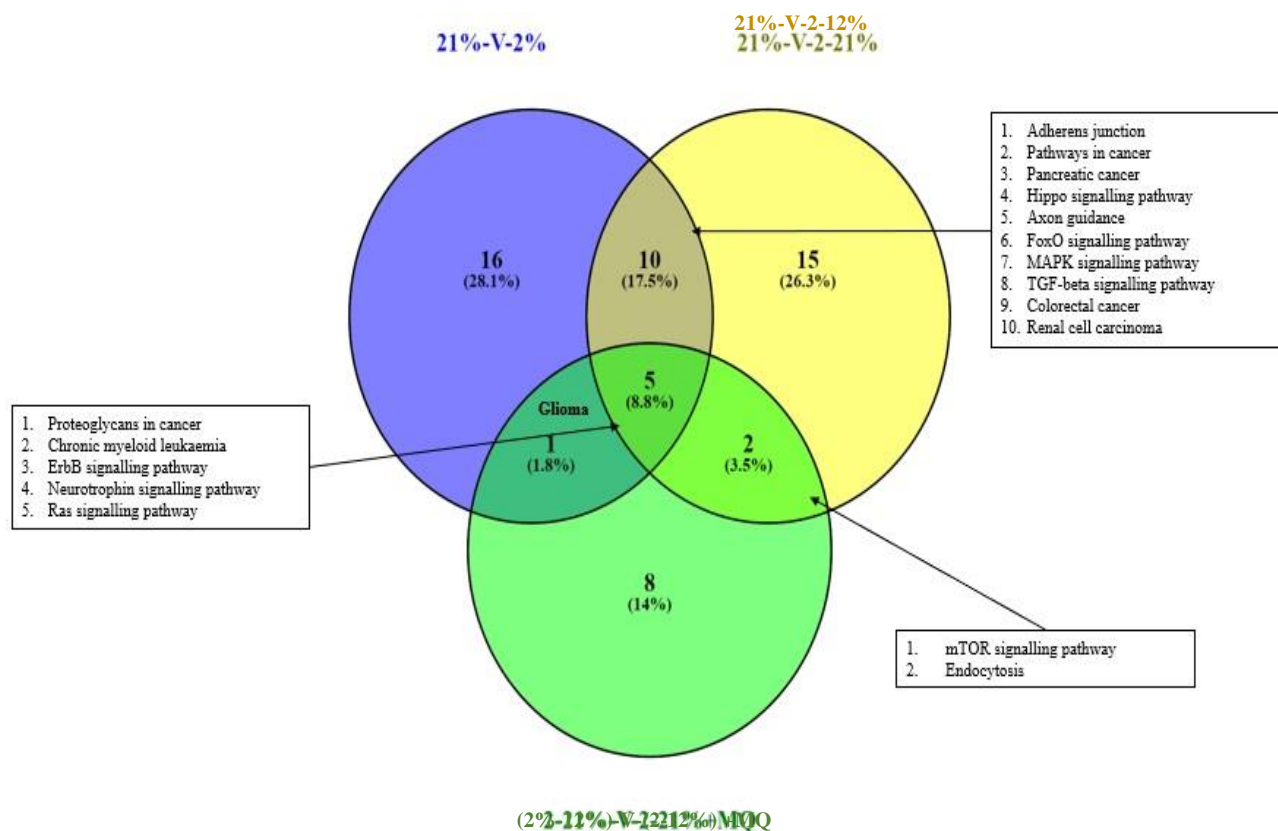 21%-V-2%
21%-V-2-12%
21%-V-2-21%
1. Adherens junction
2. Pathways in cancer
3. Pancreatic cancer
4. Hippo signalling pathway
5. Axon guidance
6. FoxO signalling pathway
7. MAPK signalling pathway
8. TGF-beta signalling pathway
9. Colorectal cancer
10. Renal cell carcinoma
16
(28.1%)
10
(17.5%)
15
(26.3%)
5
(8.8%)
Glioma
1
(1.8%)
2
(3.5%)
1. Proteoglycans in cancer
2. Chronic myeloid leukaemia
3. ErbB signalling pathway
4. Neurotrophin signalling pathway
5. Ras signalling pathway
8
(14%)
1. mTOR signalling pathway
2. Endocytosis